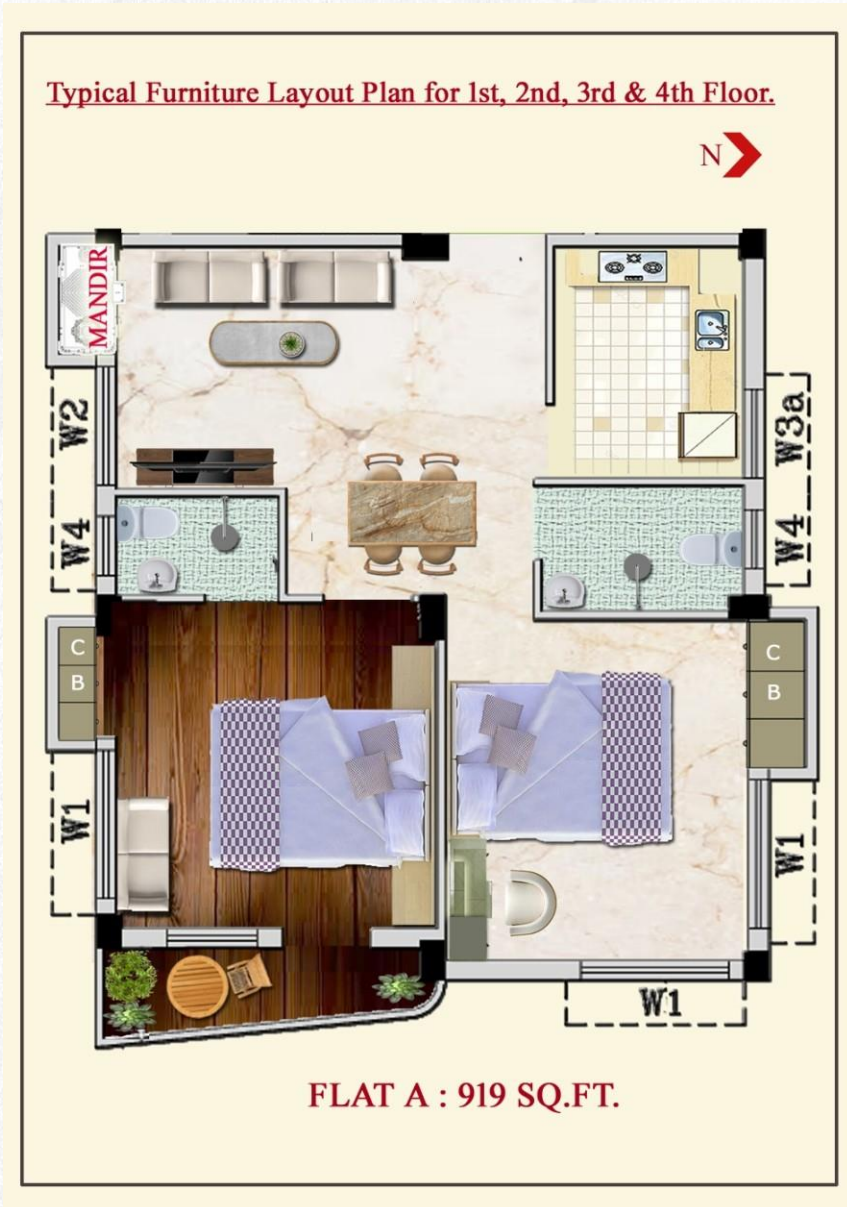 Typical Furniture Layout Plan for 1st, 2nd, 3rd & 4th Floor.
N
MANDIR
W2
W3a
W4
W4
C
B
C
B
W1
W1
W1
FLAT A : 919 SQ.FT.